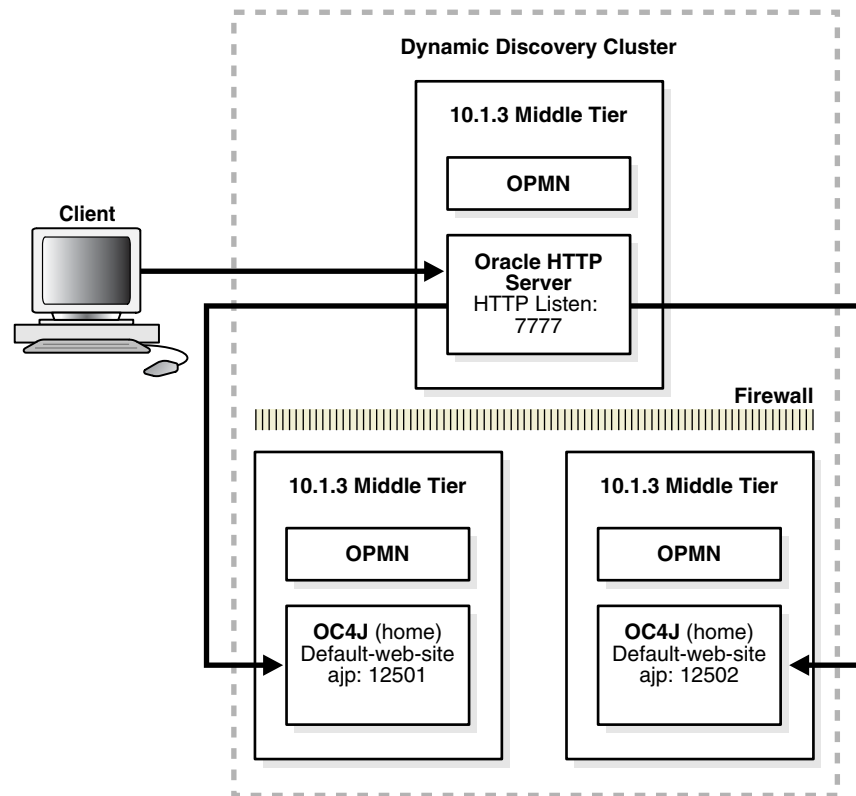 Dynamic Discovery Cluster
10.1.3 Middle Tier
OPMN
Client
Oracle HTTP
Server
HTTP Listen:
7777
Firewall
10.1.3 Middle Tier
OPMN
OC4J (home)
Default-web-site
ajp: 12501
10.1.3 Middle Tier
OPMN
OC4J (home)
Default-web-site
ajp: 12502